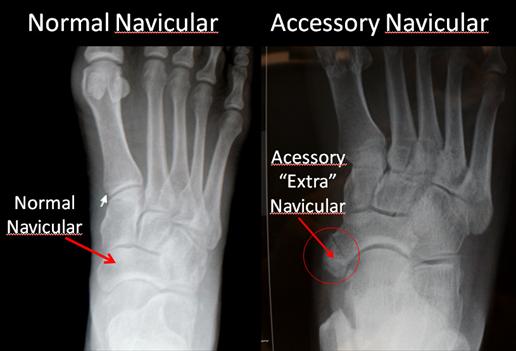 Normal Navicular
Accessory Navicular
Normal
Navicular
Acessory
“Extra”
Navicular